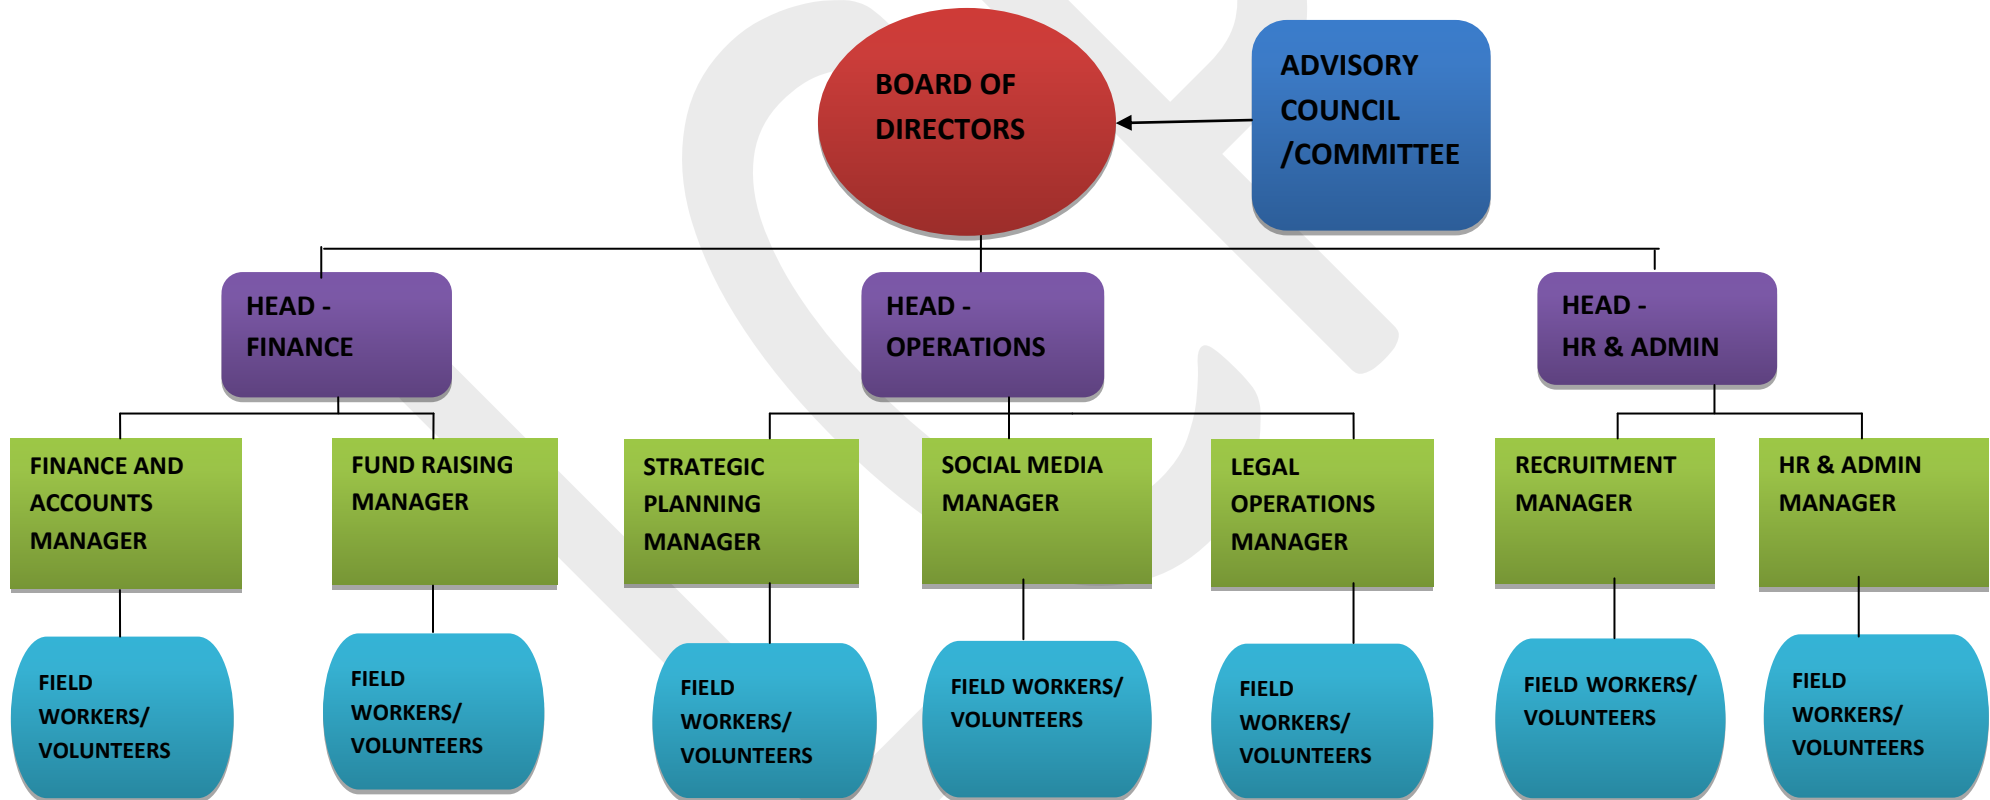 BOARD OF
DIRECTORS
ADVISORY
COUNCIL
/COMMITTEE
HEAD -
FINANCE
HEAD -
OPERATIONS
HEAD -
HR & ADMIN
FINANCE AND
ACCOUNTS
MANAGER
FUND RAISING
MANAGER
STRATEGIC
PLANNING
MANAGER
SOCIAL MEDIA
MANAGER
LEGAL
OPERATIONS
MANAGER
RECRUITMENT
MANAGER
HR & ADMIN
MANAGER
FIELD
WORKERS/
VOLUNTEERS
FIELD
WORKERS/
VOLUNTEERS
FIELD
WORKERS/
VOLUNTEERS
FIELD WORKERS/
VOLUNTEERS
FIELD
WORKERS/
VOLUNTEERS
FIELD WORKERS/
VOLUNTEERS
FIELD
WORKERS/
VOLUNTEERS